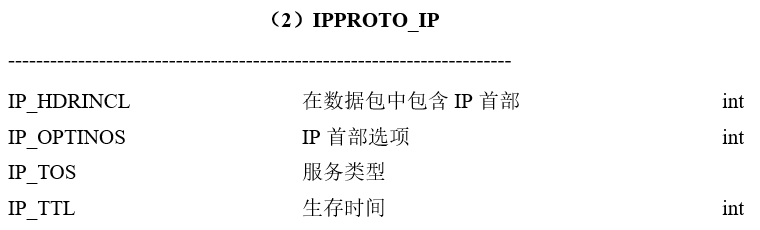 （2）IPPROTO_IP
------------------------------------------------------------------------
IP_HDRINCL 在数据包中包含 IP 首部 int
IP_OPTINOS IP 首部选项 int
IP_TOS 服务类型
IP_TTL 生存时间 int